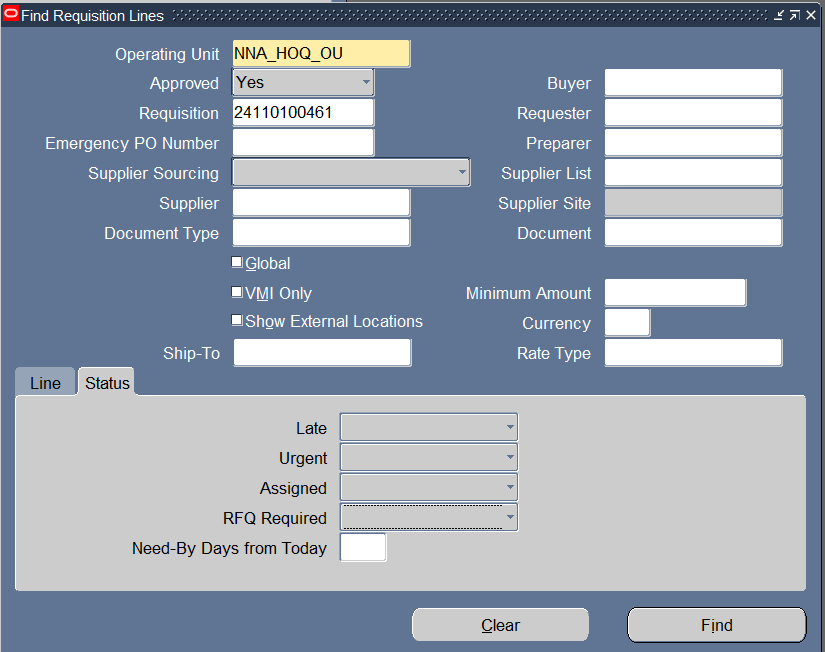 Find Requisition Lines
Operating Unit NNA_HOQ_OU
Approved Yes Buyer
Requisition 24110100461 Requester
Emergency PO Number Preparer
Supplier Sourcing Supplier List
Supplier Supplier Site
Document Type Document
Global
VMI Only Minimum Amount
Show External Locations Currency
Ship-To Rate Type
Line Status
Late
Urgent
Assigned
RFQ Required
Need-By Days from Today
Clear Find